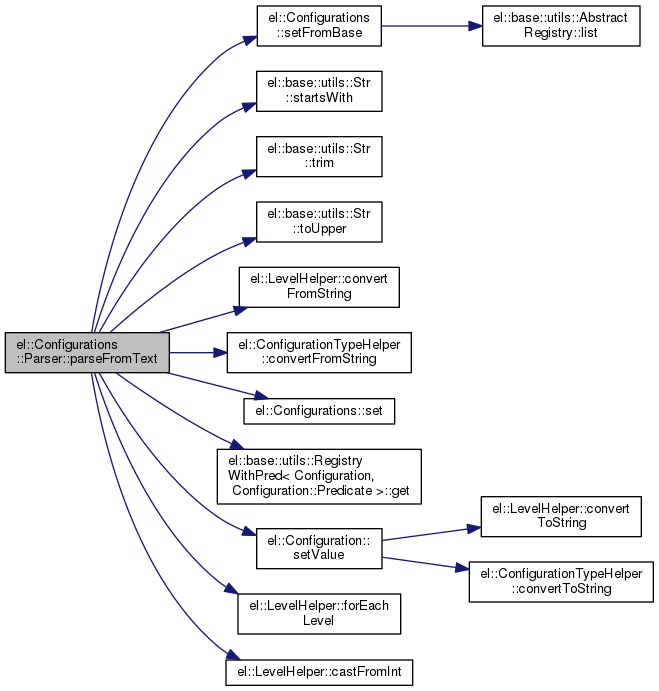 el::Configurations
::setFromBase
el::base::utils::Abstract
Registry::list
el::base::utils::Str
::startsWith
el::base::utils::Str
::trim
el::base::utils::Str
::toUpper
el::LevelHelper::convert
FromString
el::Configurations
::Parser::parseFromText
el::ConfigurationTypeHelper
::convertFromString
el::Configurations::set
el::base::utils::Registry
WithPred< Configuration,
Configuration::Predicate >::get
el::Configuration::
setValue
el::LevelHelper::convert
ToString
el::ConfigurationTypeHelper
::convertToString
el::LevelHelper::forEach
Level
el::LevelHelper::castFromInt